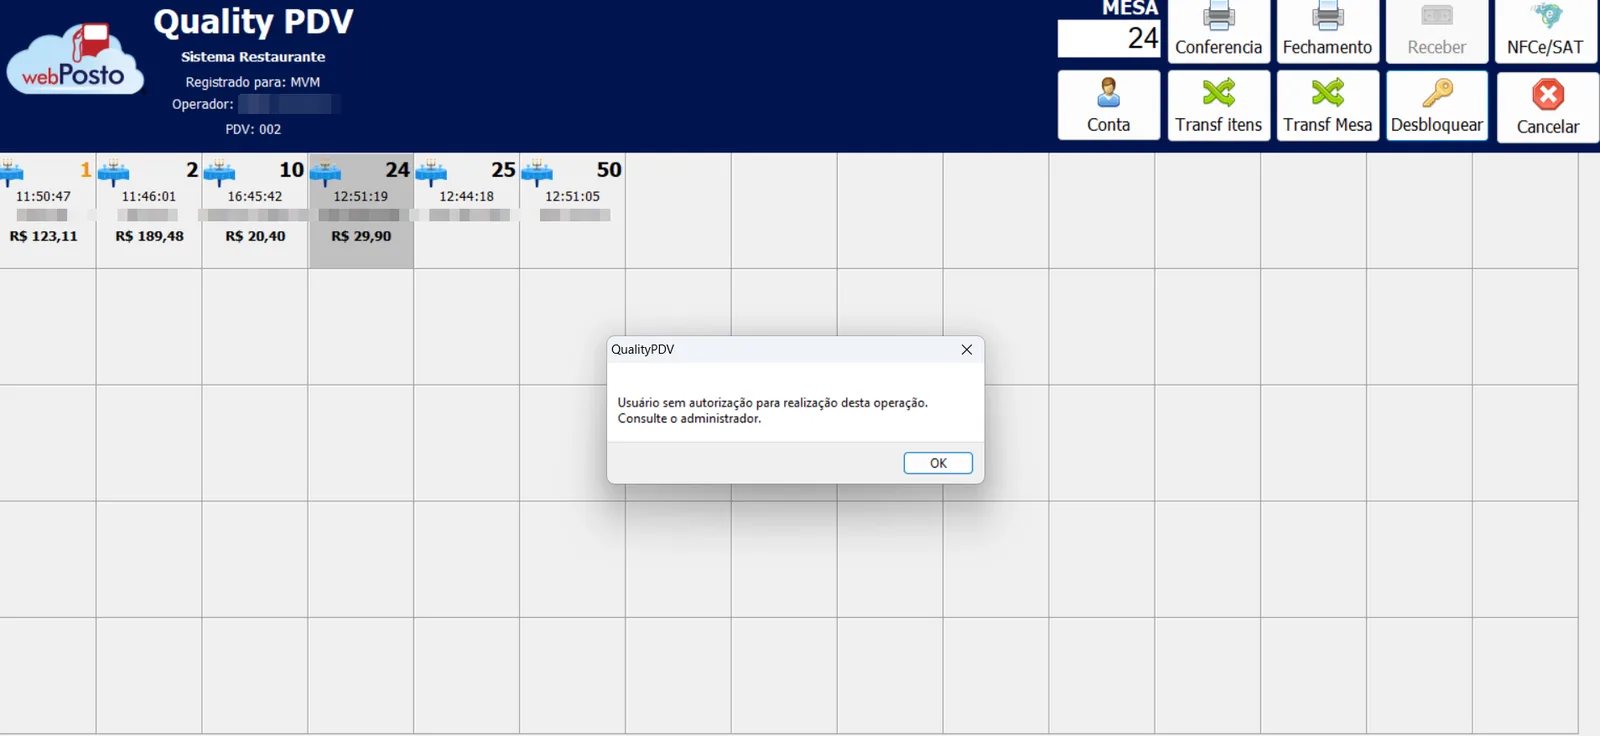 Quality PDV
webPosto
Sistema Restaurante
Registrado para: MVM
Operador:
PDV: 002
MESA
24
Conferencia
Fechamento
Receber
NFCe/SAT
Conta
Transf itens
Transf Mesa
Desbloquear
Cancelar
1
11:50:47
R$ 123,11
2
11:46:01
R$ 189,48
10
16:45:42
R$ 20,40
24
12:51:19
R$ 29,90
25
12:44:18
50
12:51:05
QualityPDV
Usuário sem autorização para realização desta operação.
Consulte o administrador.
OK